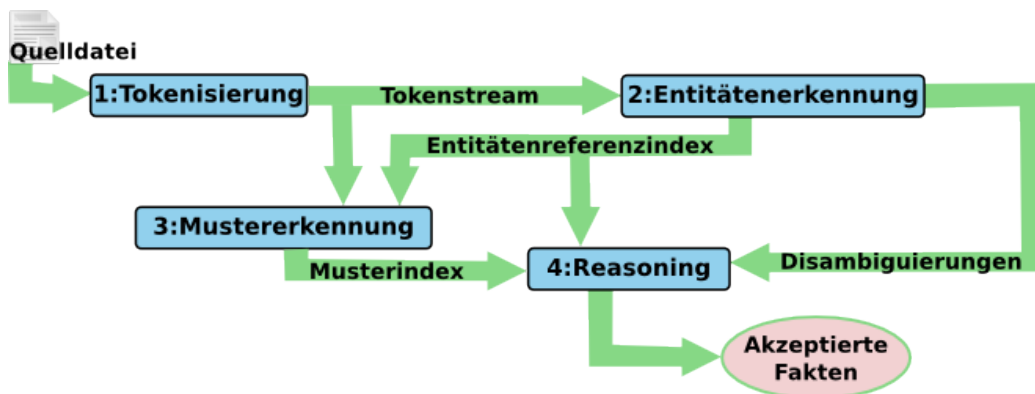 Quelldatei
1:Tokenisierung
Tokenstream
2:Entitätenerkennung
Entitätenreferenzindex
3:Mustererkennung
Musterindex
4:Reasoning
Disambiguierungen
Akzeptierte
Fakten